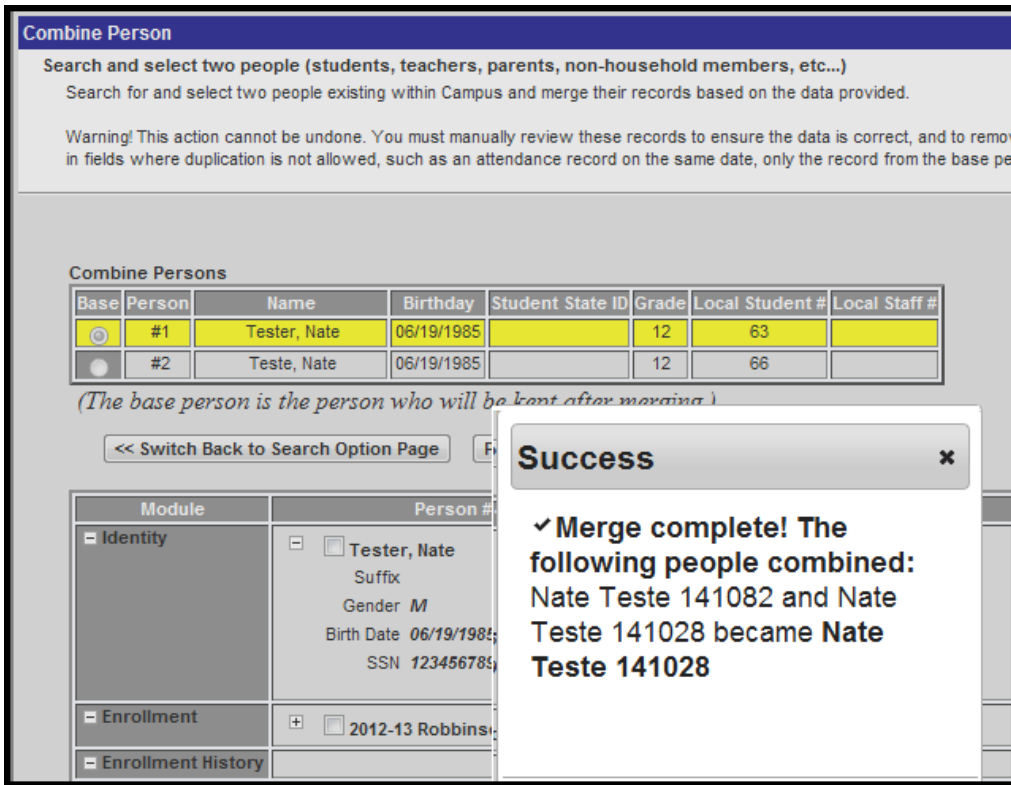 Combine Person
Search and select two people (students, teachers, parents, non-household members, etc...)
Search for and select two people existing within Campus and merge their records based on the data provided.
Warning! This action cannot be undone. You must manually review these records to ensure the data is correct, and to remov
in fields where duplication is not allowed, such as an attendance record on the same date, only the record from the base pe
Combine Persons
Base Person Name Birthday Student State ID Grade Local Student # Local Staff #
#1 Tester, Nate 06/19/1985 12 63
#2 Teste, Nate 06/19/1985 12 66
(The base person is the person who will be kept after merging.)
<< Switch Back to Search Option Page
Module Person #
Identity
Tester, Nate
Suffix
Gender M
Birth Date 06/19/1985
SSN 123456789
Enrollment 2012-13 Robbins
Enrollment History
Success ×
Merge complete! The
following people combined:
Nate Teste 141082 and Nate
Teste 141028 became Nate
Teste 141028